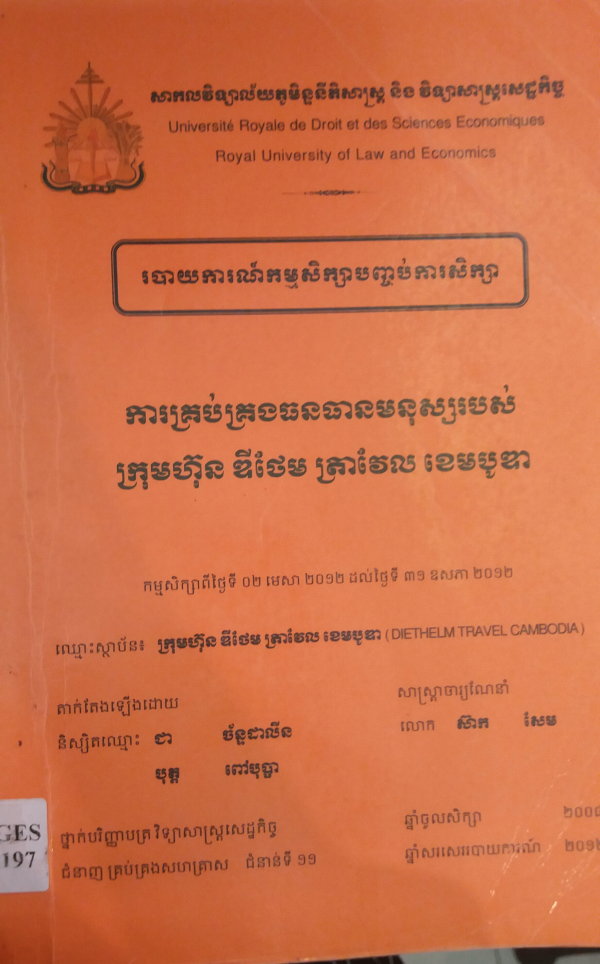 សាកលវិទ្យាល័យភូមិន្ទនីតិសាស្ត្រ និង វិទ្យាសាស្ត្រសេដ្ឋកិច្ច
Université Royale de Droit et des Sciences Economiques
Royal University of Law and Economics
របាយការណ៍កម្មសិក្សាបញ្ចប់ការសិក្សា
ការគ្រប់គ្រងធនធានមនុស្សរបស់
ក្រុមហ៊ុន ឌីថែម ត្រាវែល ខេមបូឌា
កម្មសិក្សាពីថ្ងៃទី ០២ មេសា ២០១២ ដល់ថ្ងៃទី ៣១ ឧសភា ២០១២
ឈ្មោះស្ថាប័ន៖ ក្រុមហ៊ុន ឌីថែម ត្រាវែល ខេមបូឌា ( DIETHELM TRAVEL CAMBODIA )
តាក់តែងឡើងដោយ
សាស្ត្រាចារ្យណែនាំ
និស្សិតឈ្មោះ ជា ច័ន្ទដាលីន
លោក ស៊ាក សែម
បុត្ត ពៅបុប្ផា
ថ្នាក់បរិញ្ញាបត្រ វិទ្យាសាស្ត្រសេដ្ឋកិច្ច
ឆ្នាំចូលសិក្សា
ជំនាញ គ្រប់គ្រងសហគ្រាស ជំនាន់ទី ១១
ឆ្នាំសរសេររបាយការណ៍ ២០១២
GES
197